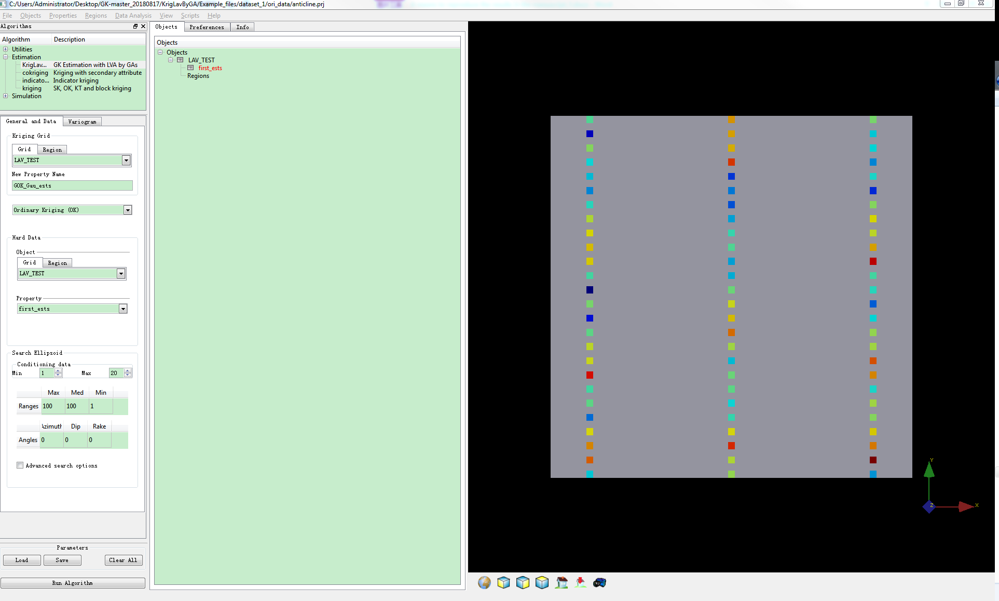 C:/Users/Administrator/Desktop/GK-master_20180817/KrigLavByGA/Example_files/dataset_1/ori_data/anticline.prj
File Objects Properties Regions Data Analysis View Scripts Help
Algorithms
Algorithm Description
Utilities
Estimation
KrigLav... GK Estimation with LVA by GAs
cokriging Kriging with secondary attribute
indicato... Indicator kriging
kriging SK, OK, KT and block kriging
Simulation
General and Data Variogram
Kriging Grid
Grid Region
LAV_TEST
New Property Name
GOK_Gau_ests
Ordinary Kriging (OK)
Hard Data
Object
Grid Region
LAV_TEST
Property
first_ests
Search Ellipsoid
Conditioning data
Min 1 Max 20
Max Med Min
Ranges 100 100 1
Azimuth Dip Rake
Angles 0 0 0
Advanced search options
Parameters
Load Save Clear All
Run Algorithm
Objects Preferences Info
Objects
Objects
LAV_TEST
first_ests
Regions
Y
Z X